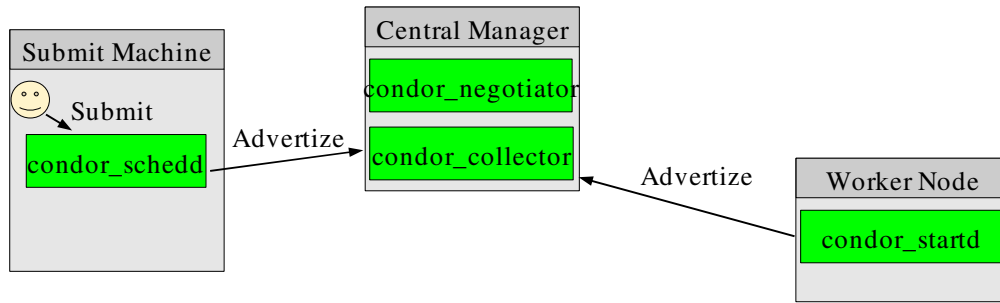 Submit Machine
Submit
condor_schedd
Advertize
Central Manager
condor_negotiator
condor_collector
Advertize
Worker Node
condor_startd